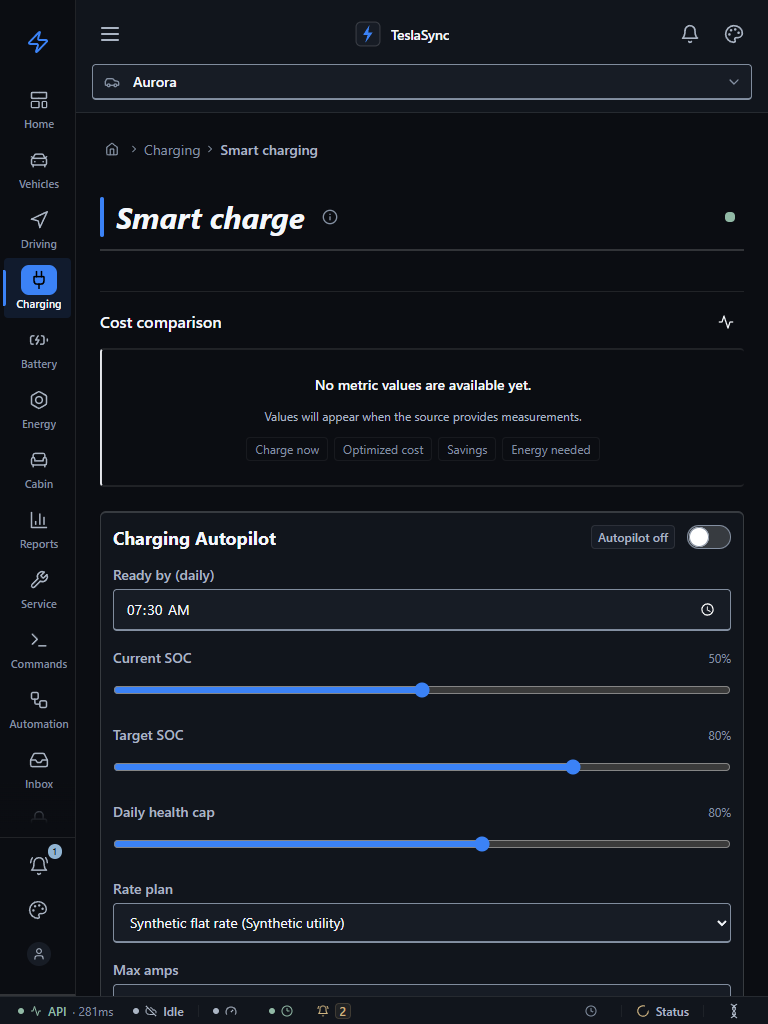 TeslaSync
Aurora
Home
Vehicles
Driving
Charging
Battery
Energy
Cabin
Reports
Service
Commands
Automation
Inbox
1
Charging
Smart charging
Smart charge
Cost comparison
No metric values are available yet.
Values will appear when the source provides measurements.
Charge now Optimized cost Savings Energy needed
Charging Autopilot
Autopilot off
Ready by (daily)
07:30 AM
Current SOC 50%
Target SOC 80%
Daily health cap 80%
Rate plan
Synthetic flat rate (Synthetic utility)
Max amps
API · 281ms Idle 2 Status